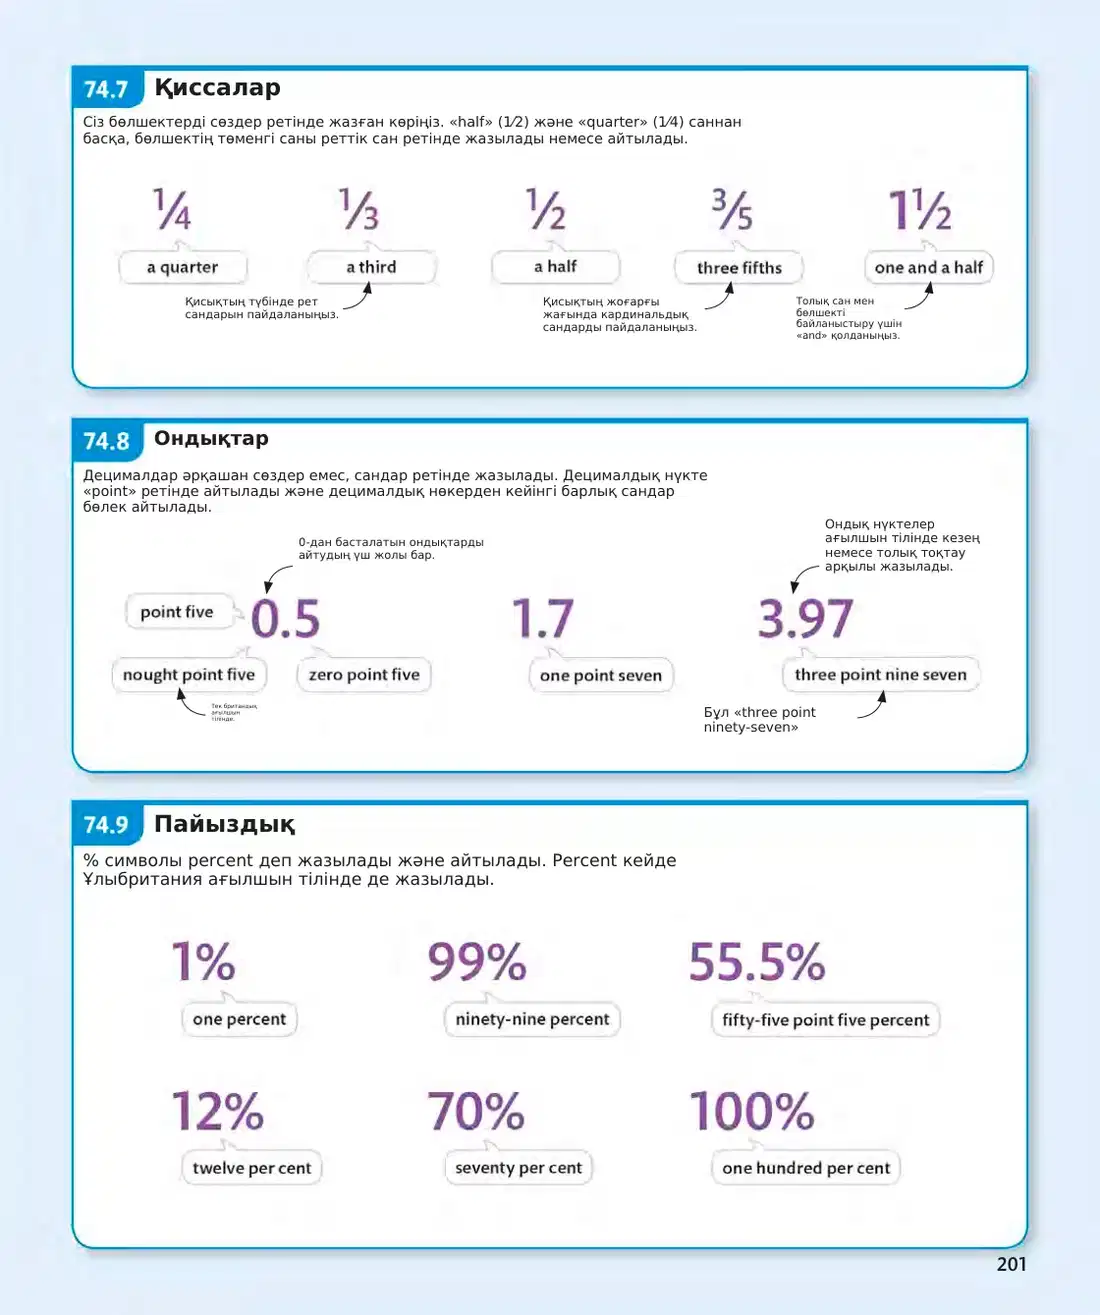 74.7 Қиссалар
Сіз бөлшектерді сөздер ретінде жазған көріңіз. «half» (1⁄2) және «quarter» (1⁄4) саннан
басқа, бөлшектің төменгі саны реттік сан ретінде жазылады немесе айтылады.
1⁄4 1⁄3 1⁄2 3⁄5 11⁄2
a quarter a third a half three fifths one and a half
Қисықтың түбінде рет
сандарын пайдаланыңыз.
Қисықтың жоғарғы
жағында кардинальдық
сандарды пайдаланыңыз.
Толық сан мен
бөлшекті
байланыстыру үшін
«and» қолданыңыз.
74.8 Ондықтар
Децималдар әрқашан сөздер емес, сандар ретінде жазылады. Децималдық нүкте
«point» ретінде айтылады және децималдық нөкерден кейінгі барлық сандар
бөлек айтылады.
0-дан басталатын ондықтарды
айтудың үш жолы бар.
Ондық нүктелер
ағылшын тілінде кезең
немесе толық тоқтау
арқылы жазылады.
point five 0.5 1.7 3.97
nought point five zero point five one point seven three point nine seven
Тек британдық
ағылшын
тілінде.
Бұл «three point
ninety-seven»
74.9 Пайыздық
% символы percent деп жазылады және айтылады. Percent кейде
Ұлыбритания ағылшын тілінде де жазылады.
1% 99% 55.5%
one percent ninety-nine percent fifty-five point five percent
12% 70% 100%
twelve per cent seventy per cent one hundred per cent
201